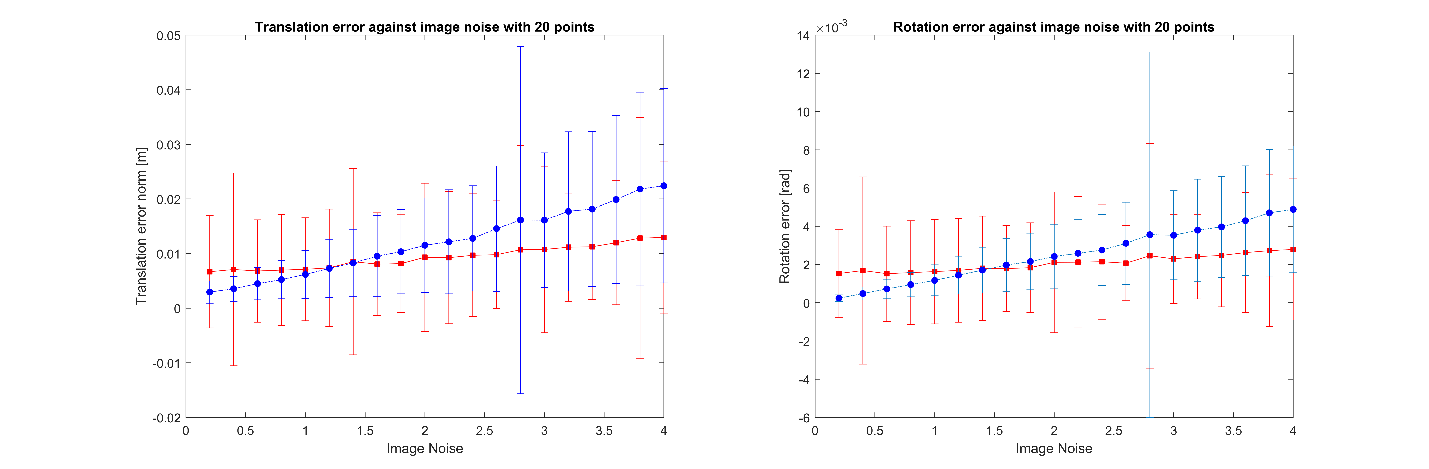 Translation error against image noise with 20 points
0.05
0.04
0.03
0.02
0.01
0
-0.01
-0.02
Translation error norm [m]
0 0.5 1 1.5 2 2.5 3 3.5 4
Image Noise
Rotation error against image noise with 20 points
×10^-3
14
12
10
8
6
4
2
0
-2
-4
-6
Rotation error [rad]
0 0.5 1 1.5 2 2.5 3 3.5 4
Image Noise